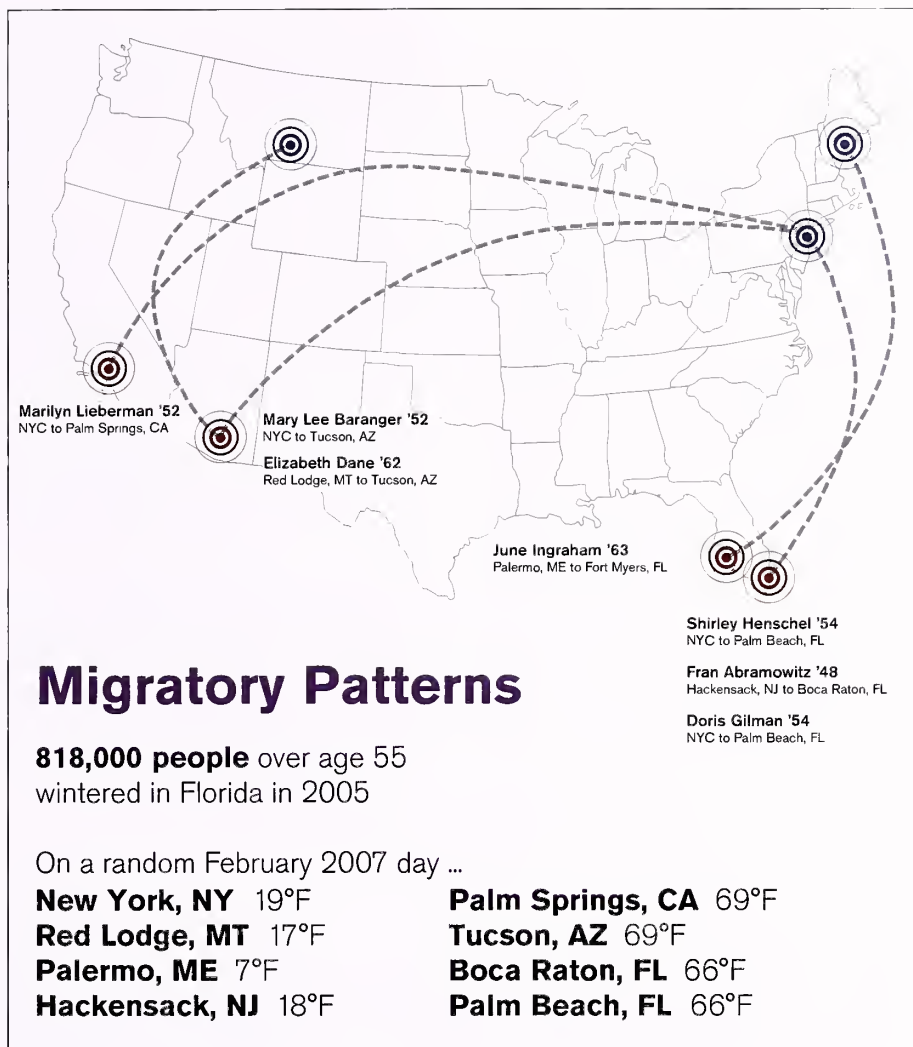 Marilyn Lieberman '52
NYC to Palm Springs, CA
Mary Lee Baranger '52
NYC to Tucson, AZ
Elizabeth Dane '62
Red Lodge, MT to Tucson, AZ
June Ingraham '63
Palermo, ME to Fort Myers, FL
Shirley Henschel '54
NYC to Palm Beach, FL
Fran Abramowitz '48
Hackensack, NJ to Boca Raton, FL
Doris Gilman '54
NYC to Palm Beach, FL
Migratory Patterns
818,000 people over age 55
wintered in Florida in 2005
On a random February 2007 day ...
New York, NY 19°F
Red Lodge, MT 17°F
Palermo, ME 7°F
Hackensack, NJ 18°F
Palm Springs, CA 69°F
Tucson, AZ 69°F
Boca Raton, FL 66°F
Palm Beach, FL 66°F